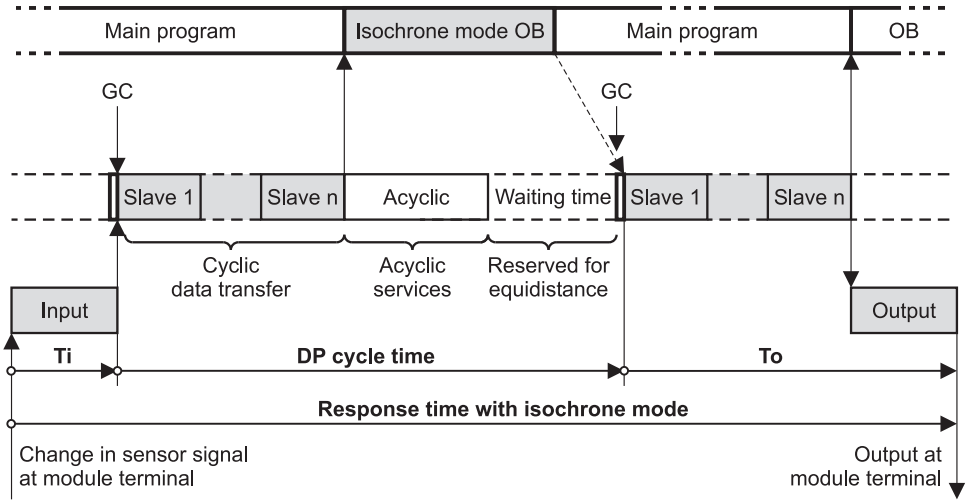 Main program
Isochrone mode OB
Main program
OB
GC
GC
Slave 1
Slave n
Acyclic
Waiting time
Slave 1
Slave n
Cyclic
data transfer
Acyclic
services
Reserved for
equidistance
Input
Output
Ti
DP cycle time
To
Response time with isochrone mode
Change in sensor signal
at module terminal
Output at
module terminal